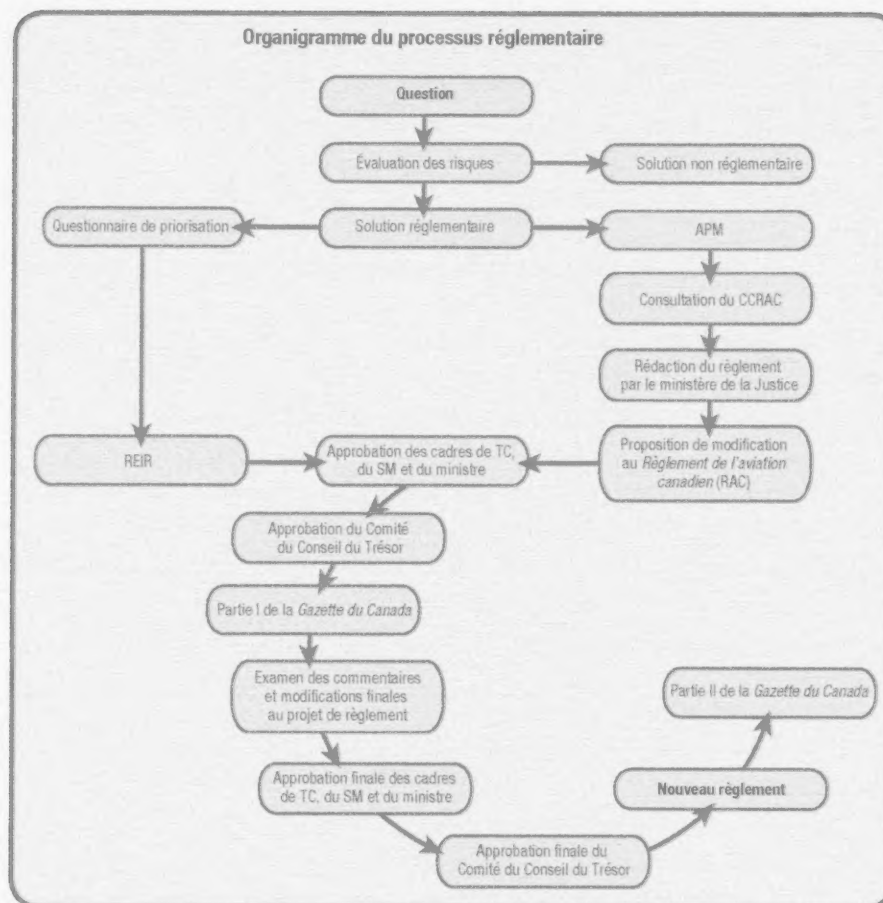 Organigramme du processus réglementaire
Question
Évaluation des risques
Solution non réglementaire
Questionnaire de priorisation
Solution réglementaire
APM
Consultation du CCRAC
Rédaction du règlement
par le ministère de la Justice
REIR
Approbation des cadres de TC,
du SM et du ministre
Proposition de modification
au Règlement de l'aviation
canadien (RAC)
Approbation du Comité
du Conseil du Trésor
Partie I de la Gazette du Canada
Examen des commentaires
et modifications finales
au projet de règlement
Partie II de la Gazette du Canada
Approbation finale des cadres
de TC, du SM et du ministre
Nouveau règlement
Approbation finale du
Comité du Conseil du Trésor